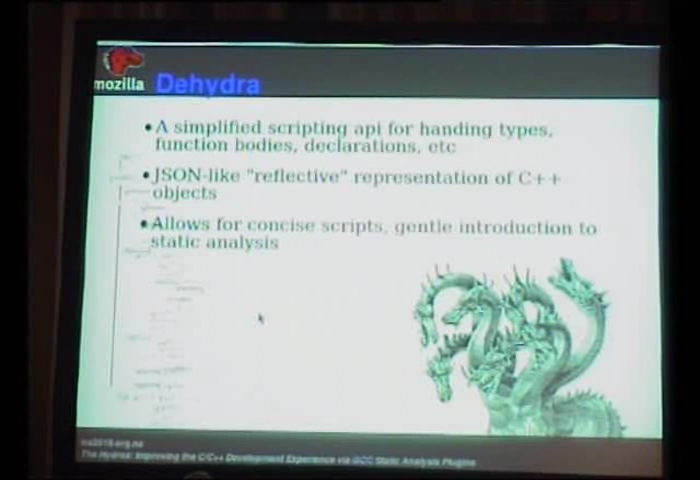 mozilla Dehydra
• A simplified scripting api for handing types,
function bodies, declarations, etc
• JSON-like "reflective" representation of C++
objects
• Allows for concise scripts, gentle introduction to
static analysis
The Hydras: Improving the C/C++ Development Experience via GCC Static Analysis Plugins